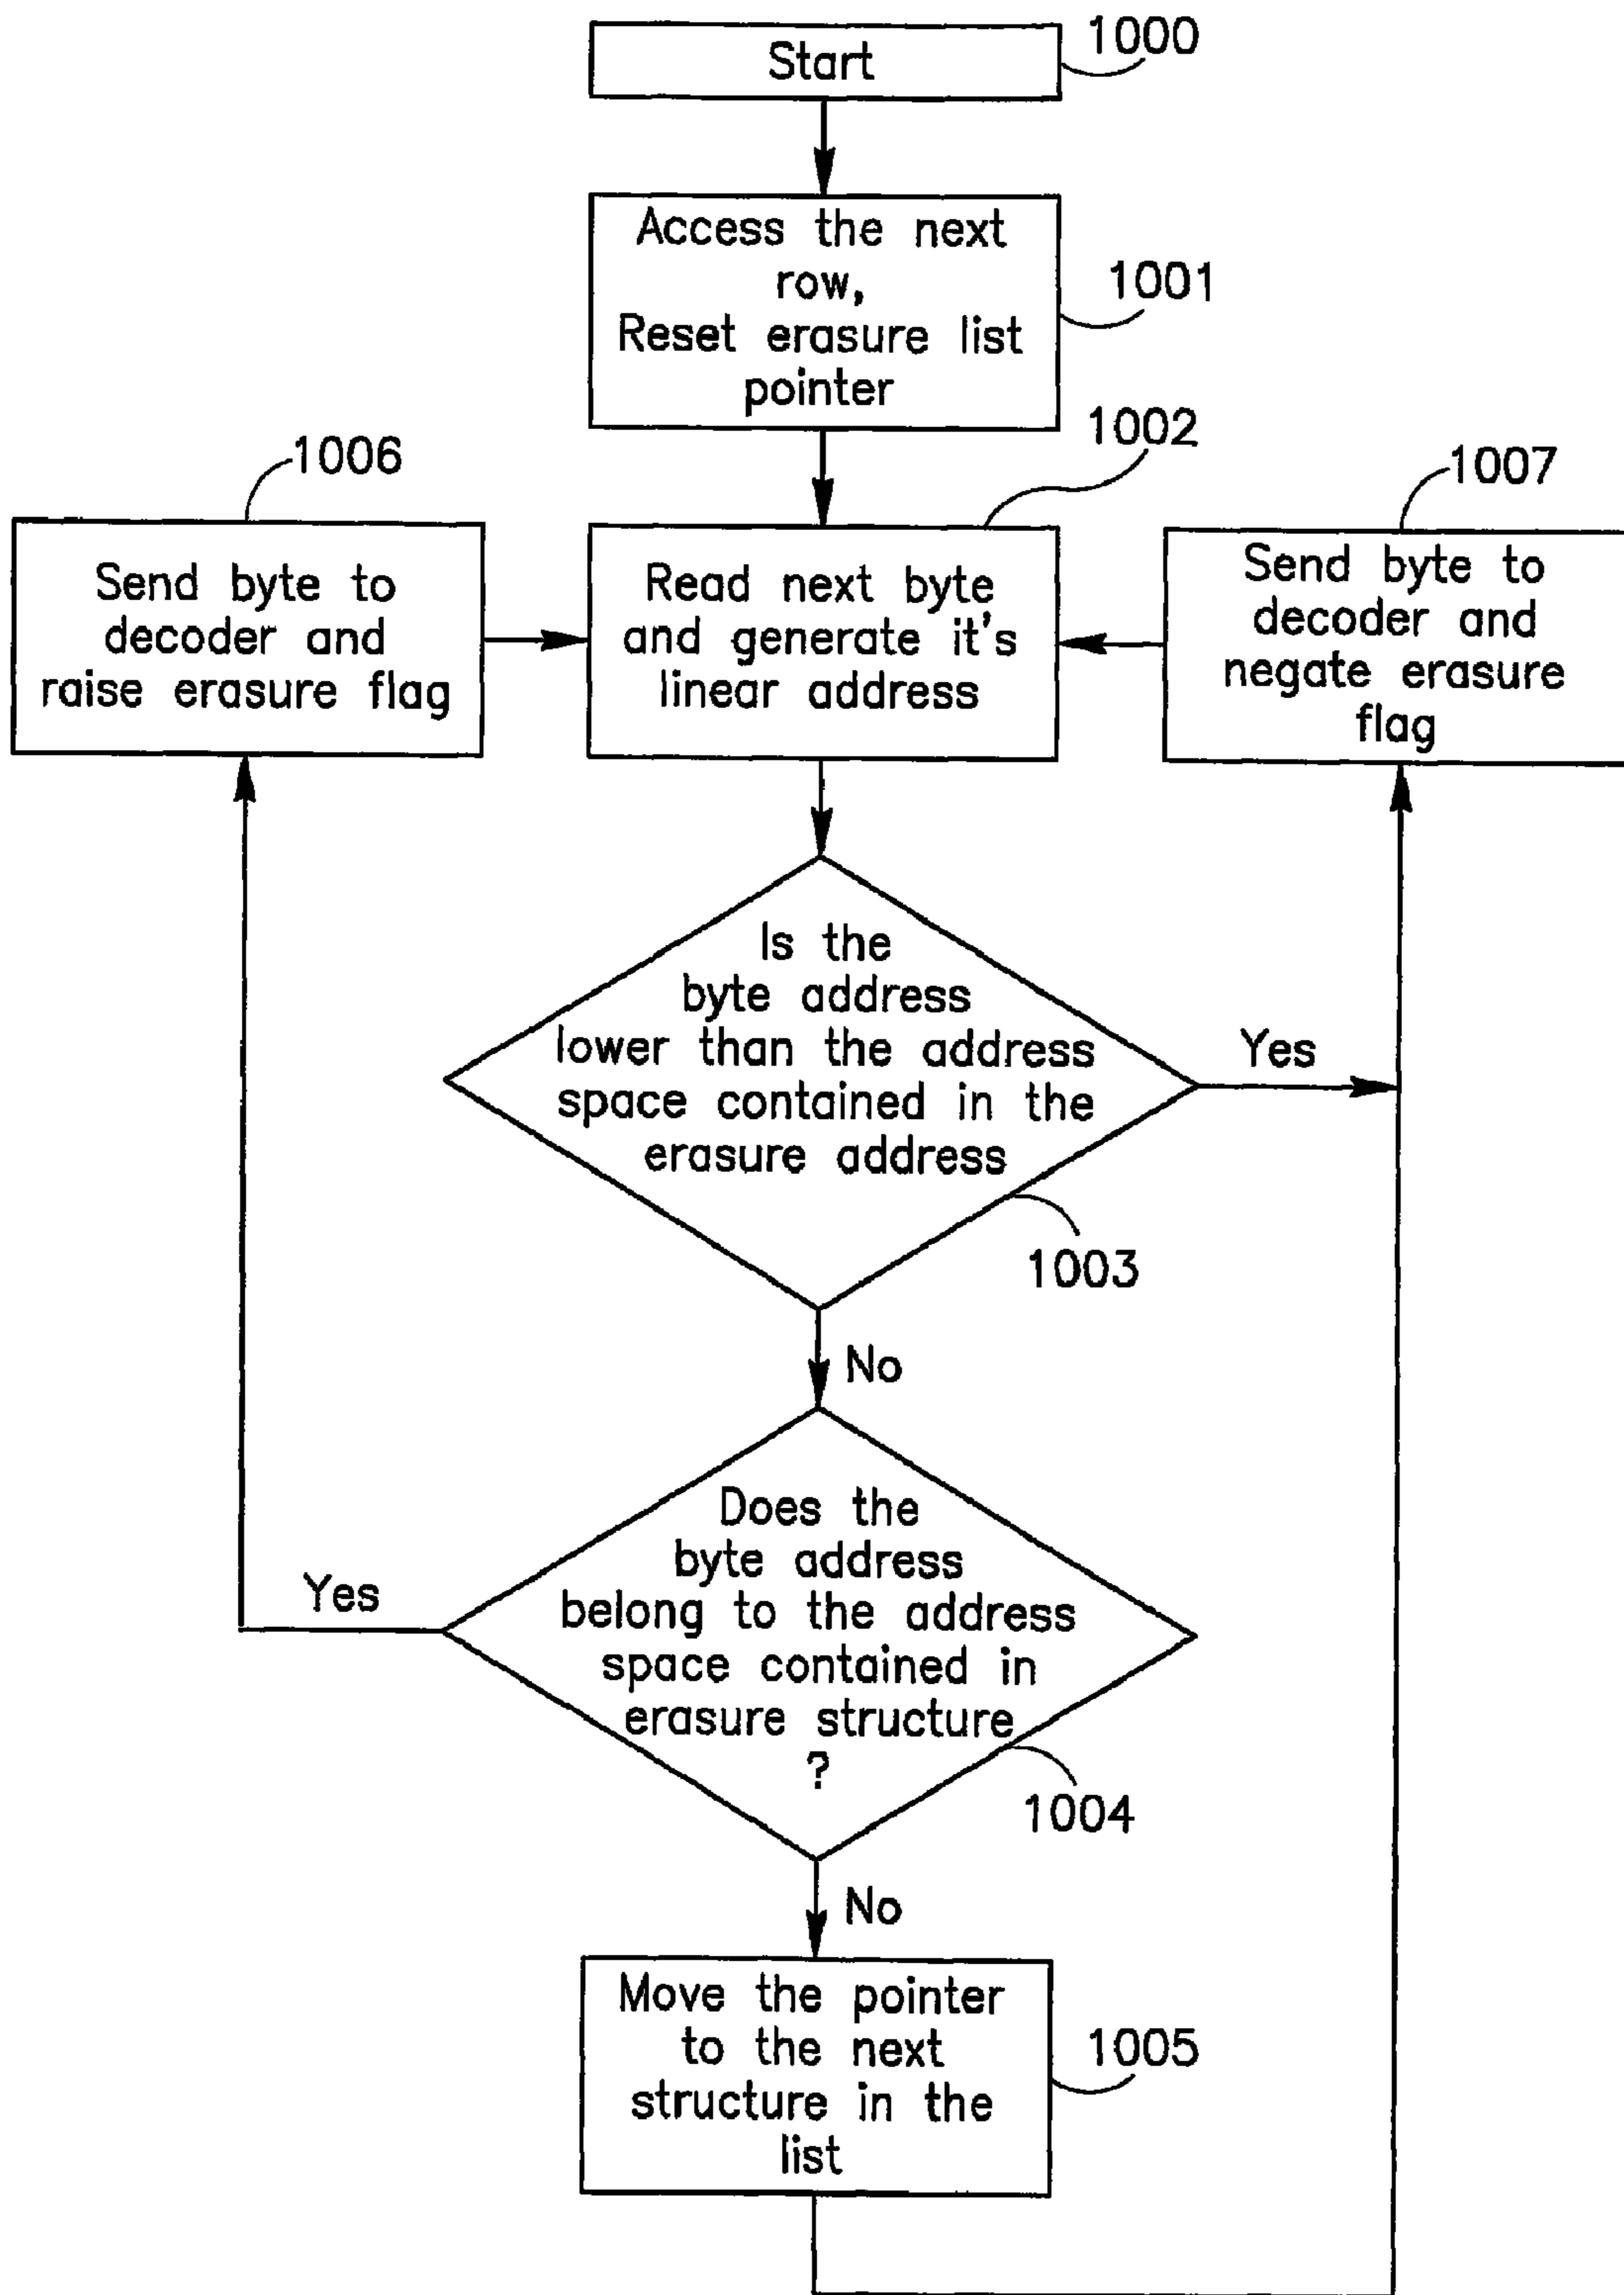 Start
1000
Access the next
row,
Reset erasure list
pointer
1001
1002
1006
1007
Send byte to
decoder and
raise erasure flag
Read next byte
and generate it's
linear address
Send byte to
decoder and
negate erasure
flag
Is the
byte address
lower than the address
space contained in the
erasure address
Yes
1003
No
Does the
byte address
belong to the address
space contained in
erasure structure
?
Yes
1004
No
Move the pointer
to the next
structure in the
list
1005